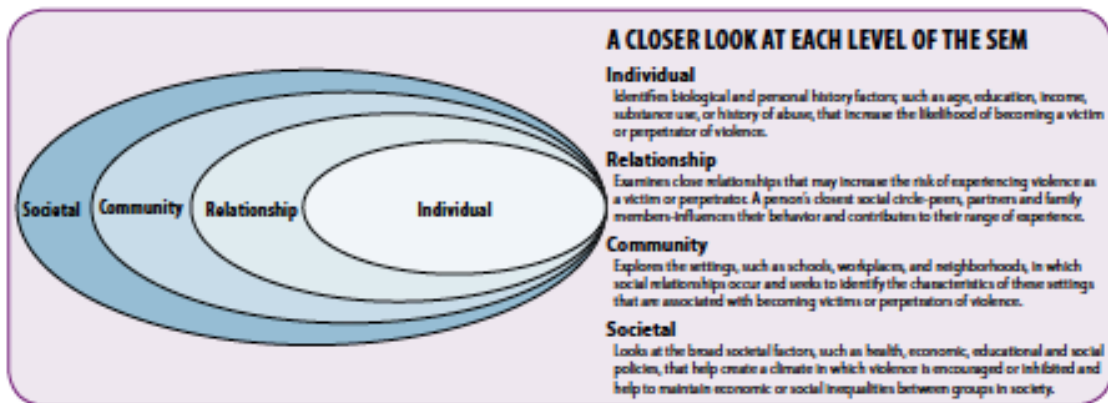 A CLOSER LOOK AT EACH LEVEL OF THE SEM
Individual
Identifies biological and personal history factors, such as age, education, income,
substance use, or history of abuse, that increase the likelihood of becoming a victim
or perpetrator of violence.
Relationship
Examines close relationships that may increase the risk of experiencing violence as
a victim or perpetrator. A person's closest social circle-peers, partners and family
members-influences their behavior and contributes to their range of experience.
Community
Explores the settings, such as schools, workplaces, and neighborhoods, in which
social relationships occur and seeks to identify the characteristics of these settings
that are associated with becoming victims or perpetrators of violence.
Societal
Looks at the broad societal factors, such as health, economic, educational and social
policies, that help create a climate in which violence is encouraged or inhibited and
help to maintain economic or social inequalities between groups in society.
Societal Community Relationship Individual